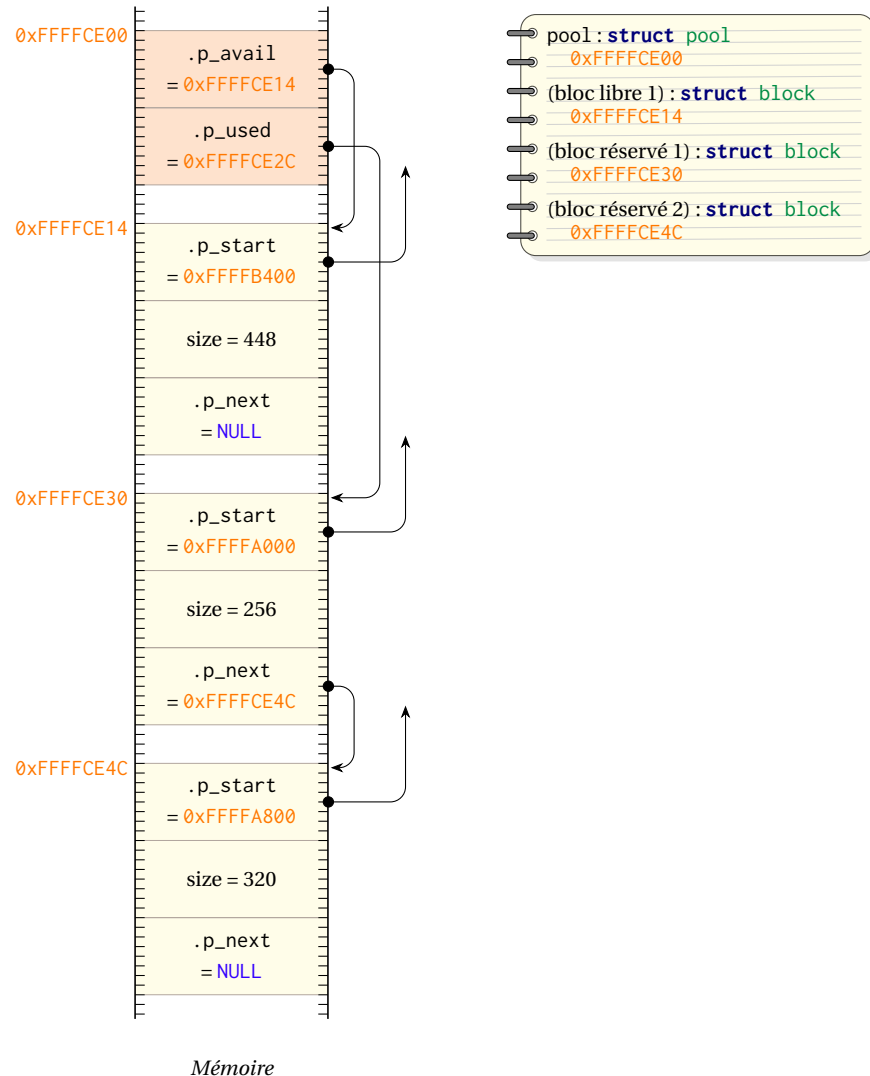 0xFFFFCE00
.p_avail
= 0xFFFFCE14
.p_used
= 0xFFFFCE2C
0xFFFFCE14
.p_start
= 0xFFFFB400
size = 448
.p_next
= NULL
0xFFFFCE30
.p_start
= 0xFFFFA000
size = 256
.p_next
= 0xFFFFCE4C
0xFFFFCE4C
.p_start
= 0xFFFFA800
size = 320
.p_next
= NULL
Mémoire
pool : struct pool
0xFFFFCE00
(bloc libre 1) : struct block
0xFFFFCE14
(bloc réservé 1) : struct block
0xFFFFCE30
(bloc réservé 2) : struct block
0xFFFFCE4C